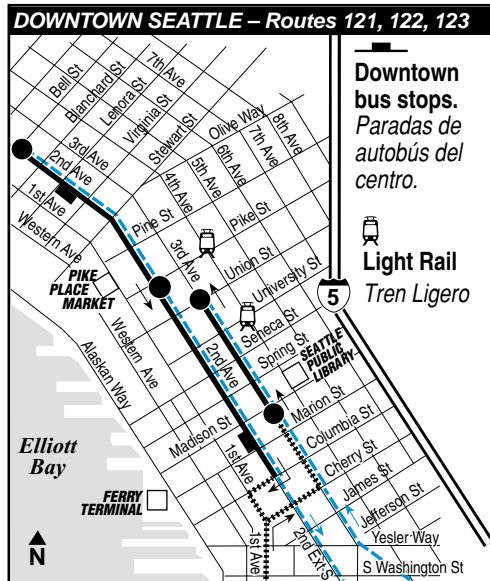 DOWNTOWN SEATTLE – Routes 121, 122, 123
Downtown
bus stops.
Paradas de
autobús del
centro.
Light Rail
Tren Ligero
5
Bell St
Blanchard St
Lenora St
Virginia St
Stewart St
7th Ave
Olive Way
8th Ave
7th Ave
6th Ave
5th Ave
4th Ave
3rd Ave
2nd Ave
1st Ave
Western Ave
Pine St
Pike St
3rd Ave
Union St
University St
PIKE
PLACE
MARKET
Seneca St
Spring St
SEATTLE
PUBLIC
LIBRARY
Western Ave
Alaskan Way
2nd Ave
Madison St
Marion St
Columbia St
1st Ave
Cherry St
James St
Jefferson St
Elliott
Bay
FERRY
TERMINAL
Yesler Way
1st Ave
2nd Ext S
S Washington St
N